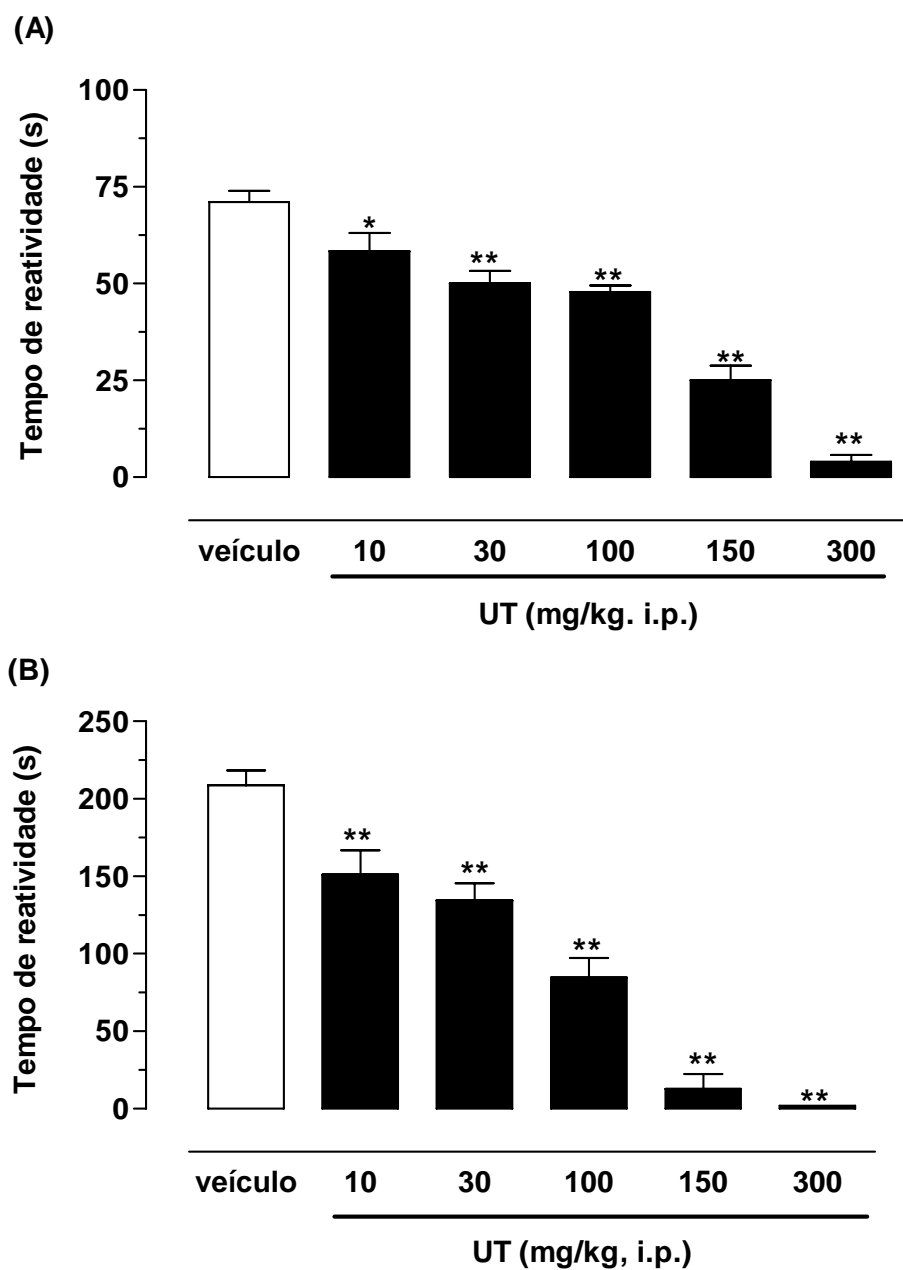 (A)
Tempo de reatividade (s)
100
75
50
25
0
*
**
**
**
**
veículo 10 30 100 150 300
UT (mg/kg. i.p.)
(B)
Tempo de reatividade (s)
250
200
150
100
50
0
**
**
**
**
**
veículo 10 30 100 150 300
UT (mg/kg, i.p.)